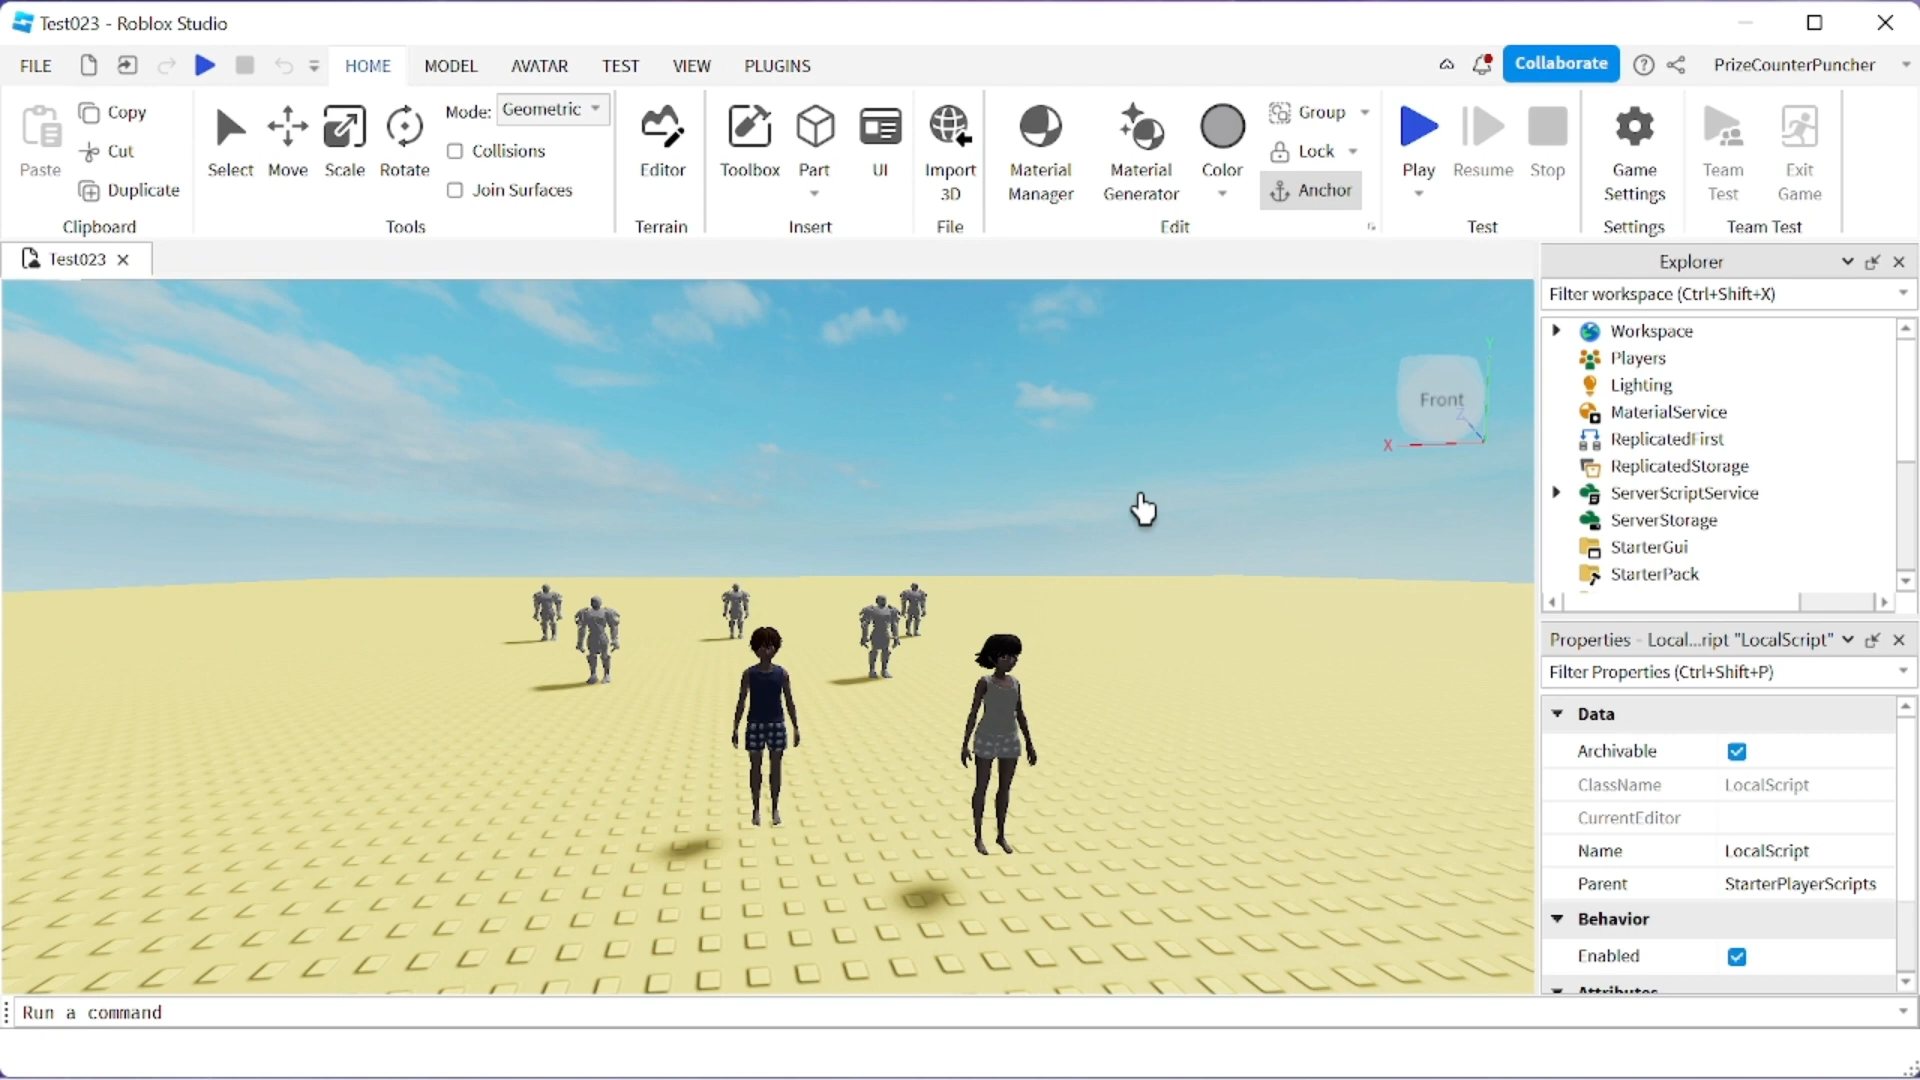 Test023 - Roblox Studio
FILE HOME MODEL AVATAR TEST VIEW PLUGINS Collaborate PrizeCounterPuncher
Paste
Copy
Cut
Duplicate
Clipboard
Select
Move
Scale
Rotate
Mode: Geometric
Collisions
Join Surfaces
Tools
Editor
Terrain
Toolbox
Part
UI
Insert
Import
3D
File
Material
Manager
Material
Generator
Color
Group
Lock
Anchor
Edit
Play
Resume
Stop
Test
Game
Settings
Settings
Team
Test
Exit
Game
Team Test
Test023
Front
X
Y
Z
Explorer
Filter workspace (Ctrl+Shift+X)
Workspace
Players
Lighting
MaterialService
ReplicatedFirst
ReplicatedStorage
ServerScriptService
ServerStorage
StarterGui
StarterPack
Properties - Local...ript "LocalScript"
Filter Properties (Ctrl+Shift+P)
Data
Archivable
ClassName LocalScript
CurrentEditor
Name LocalScript
Parent StarterPlayerScripts
Behavior
Enabled
Attributes
Run a command